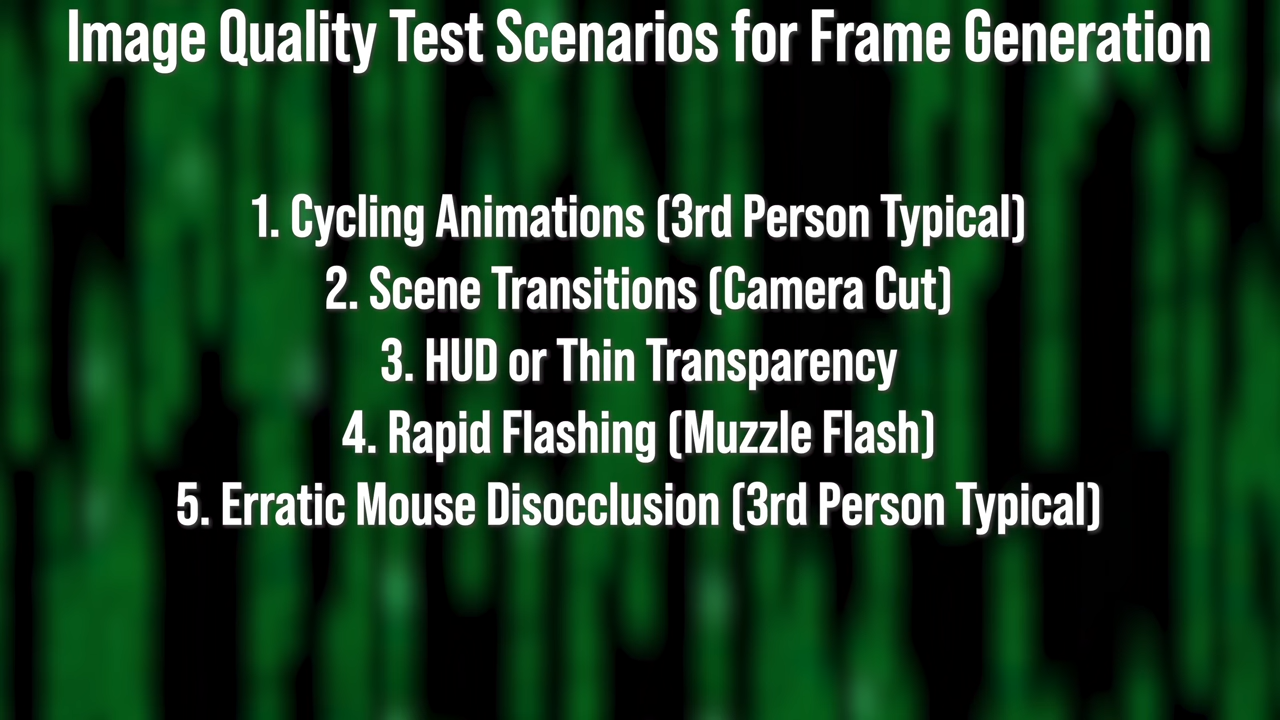 Image Quality Test Scenarios for Frame Generation
1. Cycling Animations (3rd Person Typical)
2. Scene Transitions (Camera Cut)
3. HUD or Thin Transparency
4. Rapid Flashing (Muzzle Flash)
5. Erratic Mouse Disocclusion (3rd Person Typical)